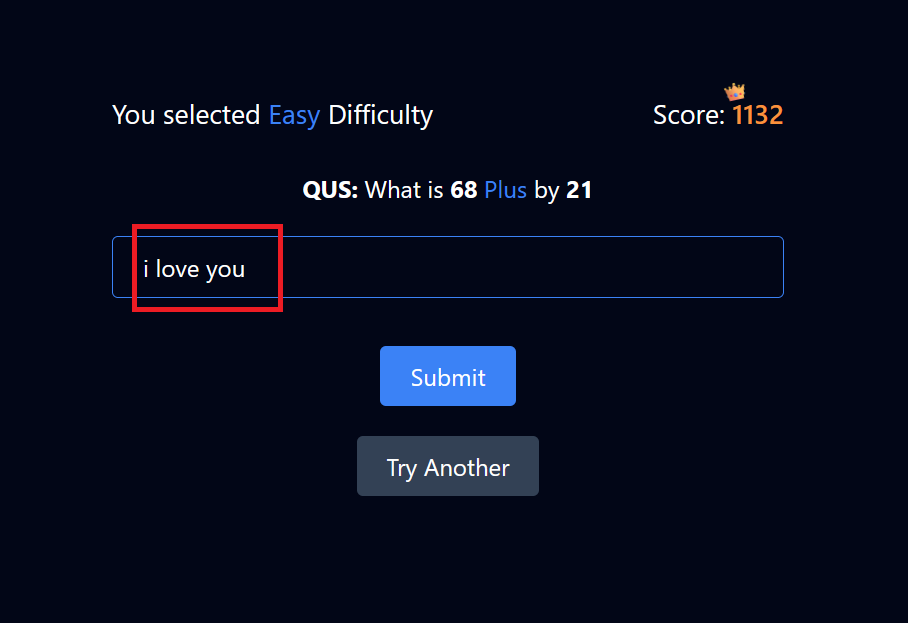 You selected Easy Difficulty Score: 1132
QUS: What is 68 Plus by 21
i love you
Submit
Try Another